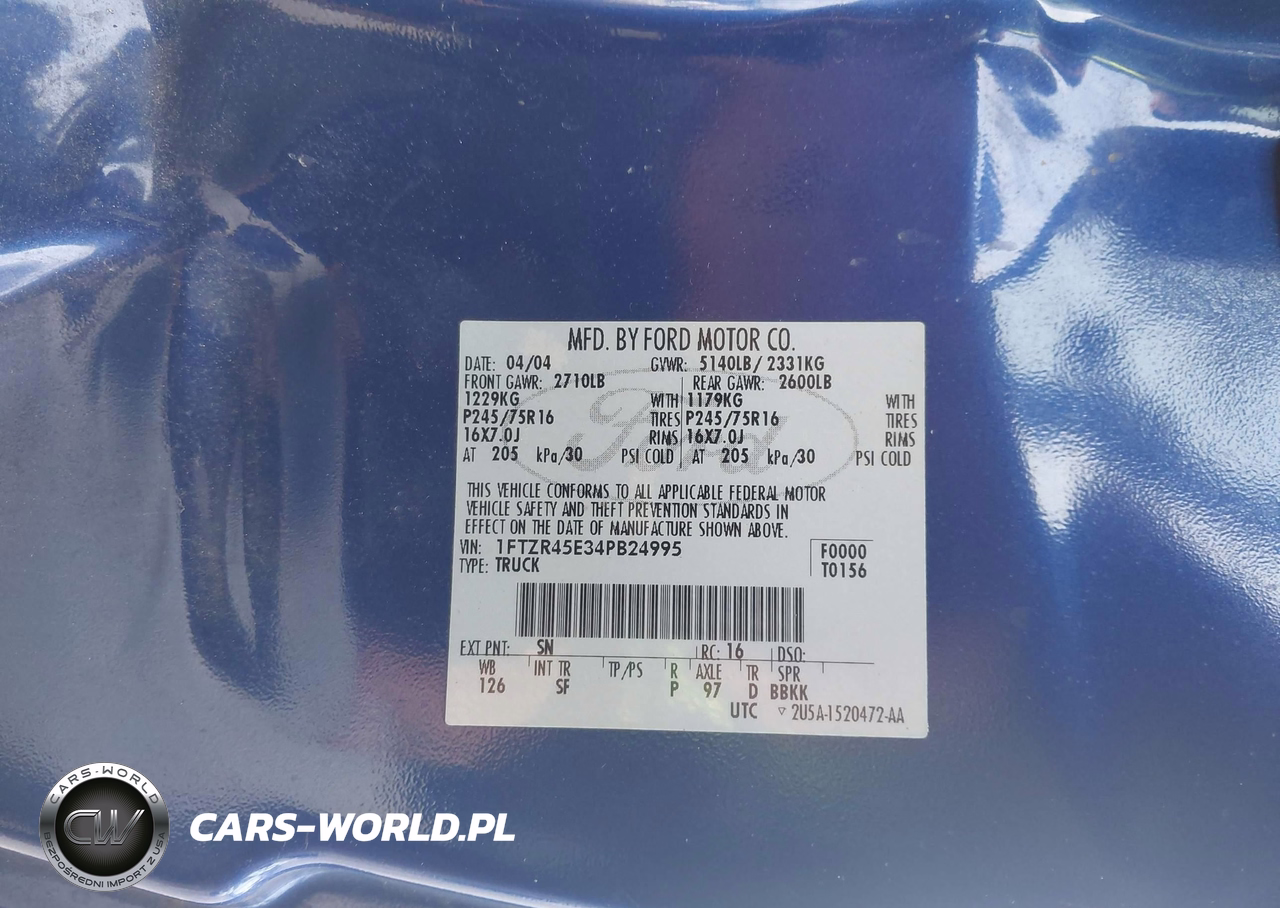 MFD. BY FORD MOTOR CO.
DATE: 04/04 GVWR: 5140LB / 2331KG
FRONT GAWR: 2710LB REAR GAWR: 2600LB
1229KG WITH 1179KG WITH
P245/75R16 TIRES P245/75R16 TIRES
16X7.0J RIMS 16X7.0J RIMS
AT 205 kPa/30 PSI COLD AT 205 kPa/30 PSI COLD
Ford
THIS VEHICLE CONFORMS TO ALL APPLICABLE FEDERAL MOTOR
VEHICLE SAFETY AND THEFT PREVENTION STANDARDS IN
EFFECT ON THE DATE OF MANUFACTURE SHOWN ABOVE.
VIN: 1FTZR45E34PB24995 F0000
TYPE: TRUCK T0156
EXT PNT: SN RC: 16 DSO:
WB INT TR TP/PS R AXLE TR SPR
126 SF P 97 D BBKK
UTC ▿ 2U5A-1520472-AA
CARS-WORLD
CW
BEZPOŚREDNI IMPORT Z USA
CARS-WORLD.PL